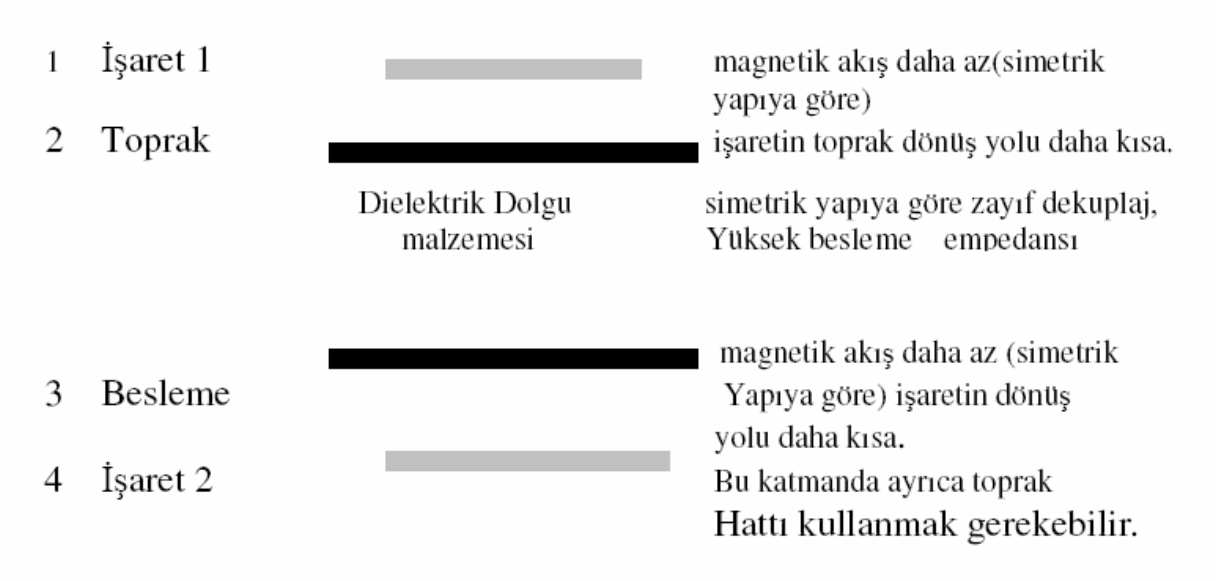 1 İşaret 1 magnetik akış daha az(simetrik
yapıya göre)
2 Toprak işaretin toprak dönüş yolu daha kısa.
Dielektrik Dolgu simetrik yapıya göre zayıf dekuplaj,
malzemesi Yüksek besleme empedansı
magnetik akış daha az (simetrik
3 Besleme Yapıya göre) işaretin dönüş
yolu daha kısa.
4 İşaret 2 Bu katmanda ayrıca toprak
Hattı kullanmak gerekebilir.